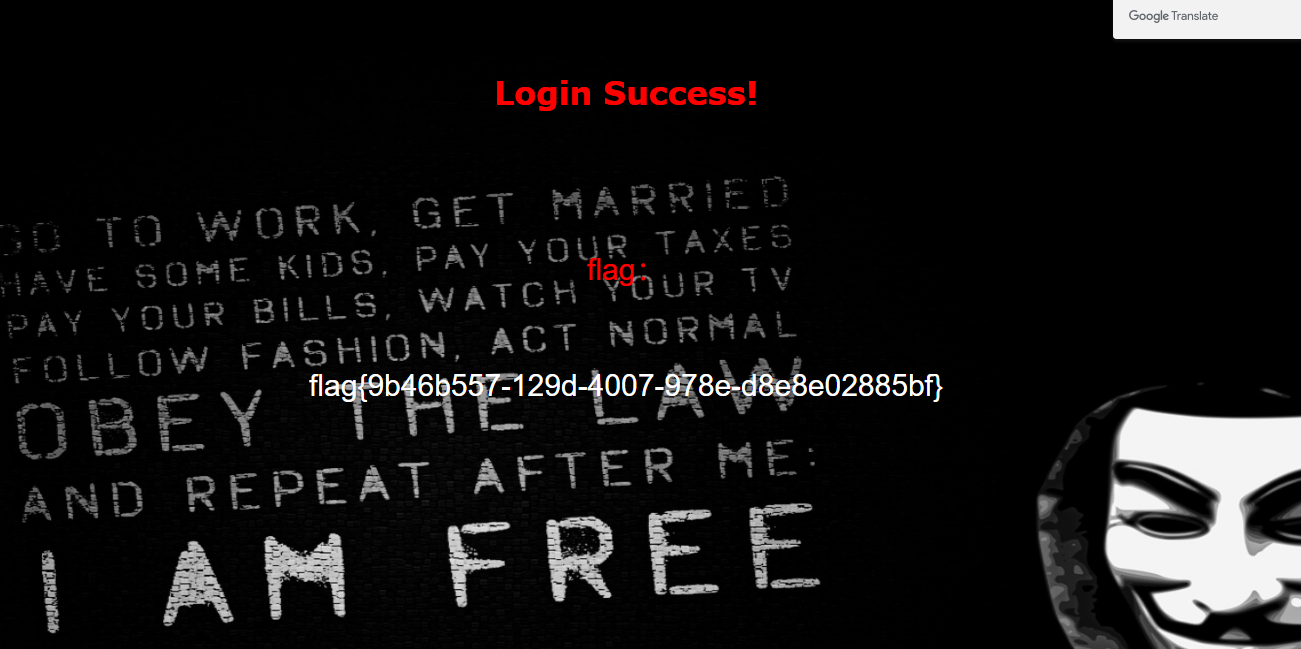 Google Translate
Login Success!
GO TO WORK, GET MARRIED
HAVE SOME KIDS, PAY YOUR TAXES
flag:
PAY YOUR BILLS, WATCH YOUR TV
FOLLOW FASHION, ACT NORMAL
flag{9b46b557-129d-4007-978e-d8e8e02885bf}
OBEY THE LAW
AND REPEAT AFTER ME:
I AM FREE